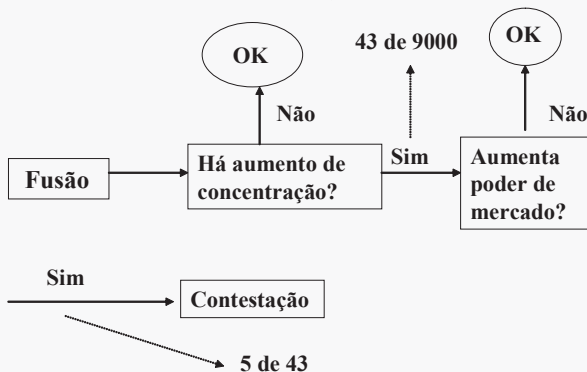 OK
43 de 9000
OK
Não
Não
Fusão
Há aumento de
concentração?
Sim
Aumenta
poder de
mercado?
Sim
Contestação
5 de 43